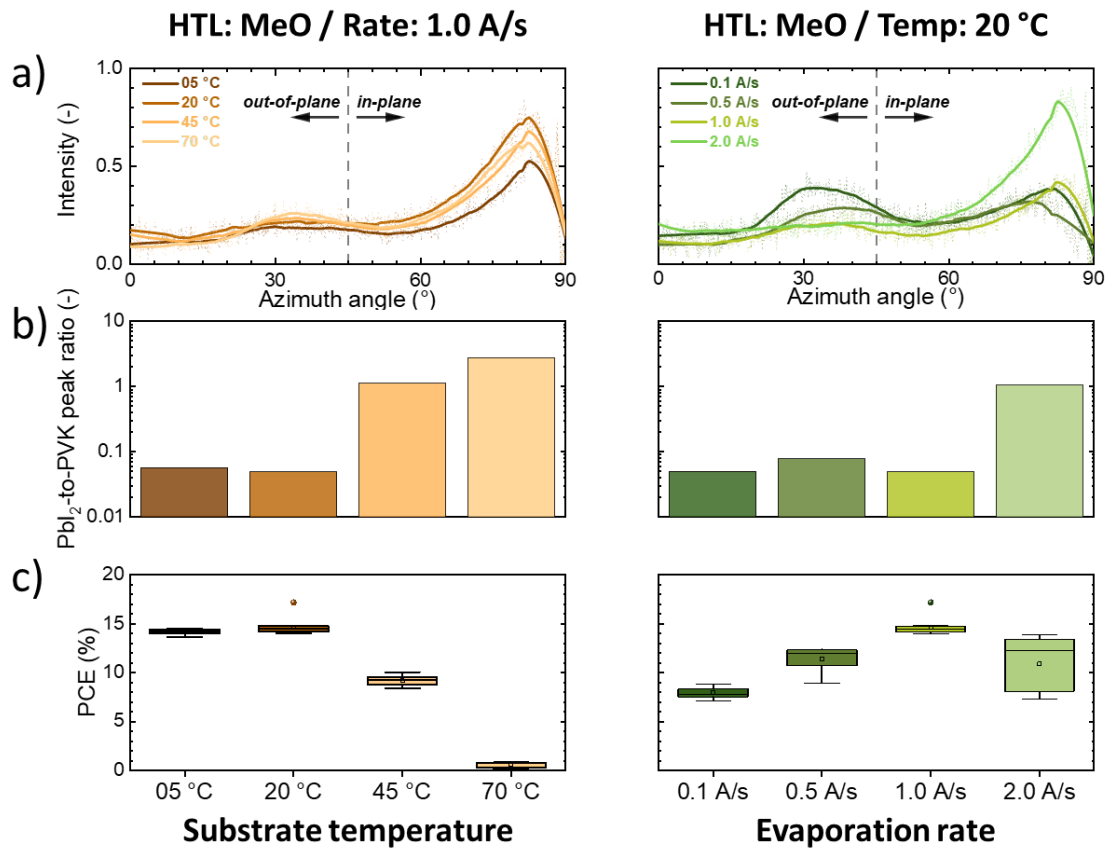 HTL: MeO / Rate: 1.0 A/s
HTL: MeO / Temp: 20 °C
a)
Intensity (-)
1.0
0.5
0.0
05 °C
20 °C
45 °C
70 °C
out-of-plane
in-plane
0
30
60
90
Azimuth angle (°)
0.1 A/s
0.5 A/s
1.0 A/s
2.0 A/s
out-of-plane
in-plane
0
30
60
90
Azimuth angle (°)
b)
PbI2-to-PVK peak ratio (-)
10
1
0.1
0.01
c)
PCE (%)
20
15
10
5
0
05 °C
20 °C
45 °C
70 °C
Substrate temperature
0.1 A/s
0.5 A/s
1.0 A/s
2.0 A/s
Evaporation rate